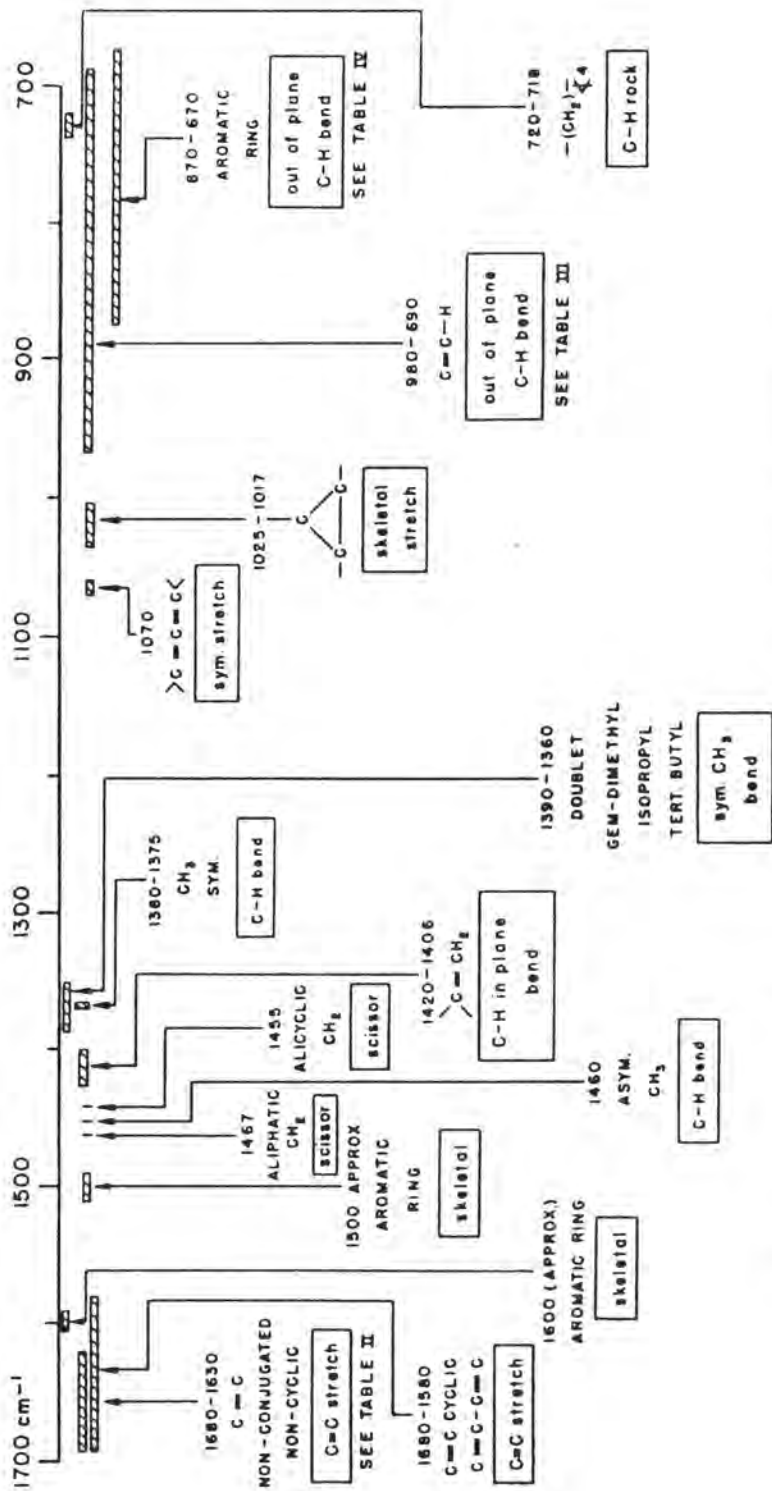 1700 cm⁻¹ 1500 1300 1100 900 700
1680-1630
C=C
NON-CONJUGATED
NON-CYCLIC
C=C stretch
SEE TABLE II
1680-1580
C=C CYCLIC
C=C-C=C
C=C stretch
1600 (APPROX.)
AROMATIC RING
skeletal
1500 APPROX
AROMATIC
RING
skeletal
1467
ALIPHATIC
CH₂
scissor
1460
ASYM.
CH₃
C-H bend
1455
ALICYCLIC
CH₂
scissor
1420-1406
>C=CH₂
C-H in plane
bend
1380-1375
CH₃
SYM.
C-H bend
1390-1360
DOUBLET
GEM-DIMETHYL
ISOPROPYL
TERT. BUTYL
sym. CH₃
bend
1070
>C=C=C<
sym. stretch
1025-1017
C
-C C-
skeletal
stretch
980-690
C=C-H
out of plane
C-H bend
SEE TABLE III
870-670
AROMATIC
RING
out of plane
C-H bend
SEE TABLE IV
720-718
-(CH₂)-≮4
C-H rock